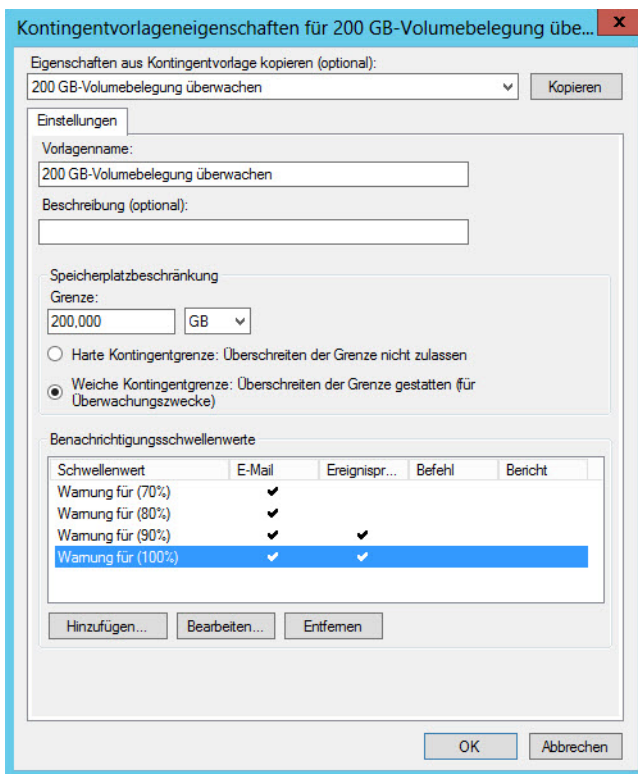 Kontingentvorlageneigenschaften für 200 GB-Volumebelegung übe...
x
Eigenschaften aus Kontingentvorlage kopieren (optional):
200 GB-Volumebelegung überwachen
Kopieren
Einstellungen
Vorlagenname:
200 GB-Volumebelegung überwachen
Beschreibung (optional):
Speicherplatzbeschränkung
Grenze:
200,000 GB
Harte Kontingentgrenze: Überschreiten der Grenze nicht zulassen
Weiche Kontingentgrenze: Überschreiten der Grenze gestatten (für
Überwachungszwecke)
Benachrichtigungsschwellenwerte
Schwellenwert E-Mail Ereignispr... Befehl Bericht
Warnung für (70%)
Warnung für (80%)
Warnung für (90%)
Warnung für (100%)
Hinzufügen... Bearbeiten... Entfernen
OK Abbrechen